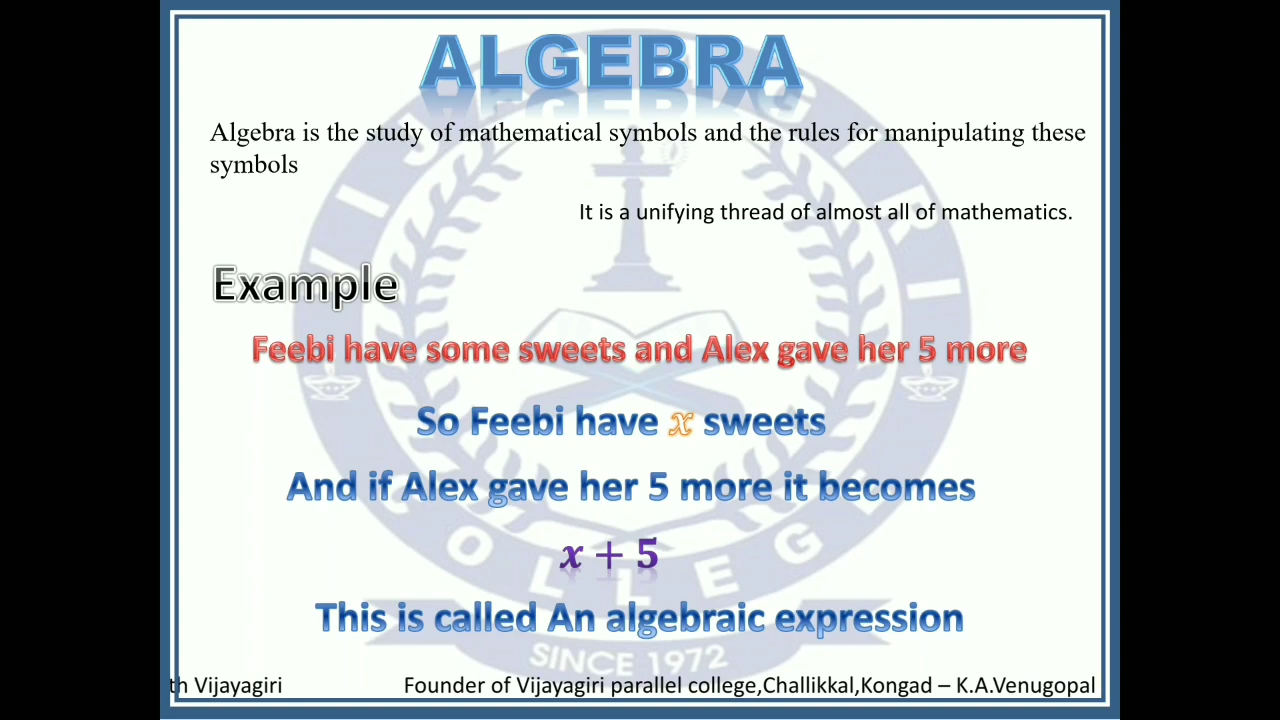 ALGEBRA
Algebra is the study of mathematical symbols and the rules for manipulating these
symbols
It is a unifying thread of almost all of mathematics.
Example
Feebi have some sweets and Alex gave her 5 more
So Feebi have x sweets
And if Alex gave her 5 more it becomes
x + 5
This is called An algebraic expression
COLLEGE
SINCE 1972
th Vijayagiri Founder of Vijayagiri parallel college,Challikkal,Kongad – K.A.Venugopal